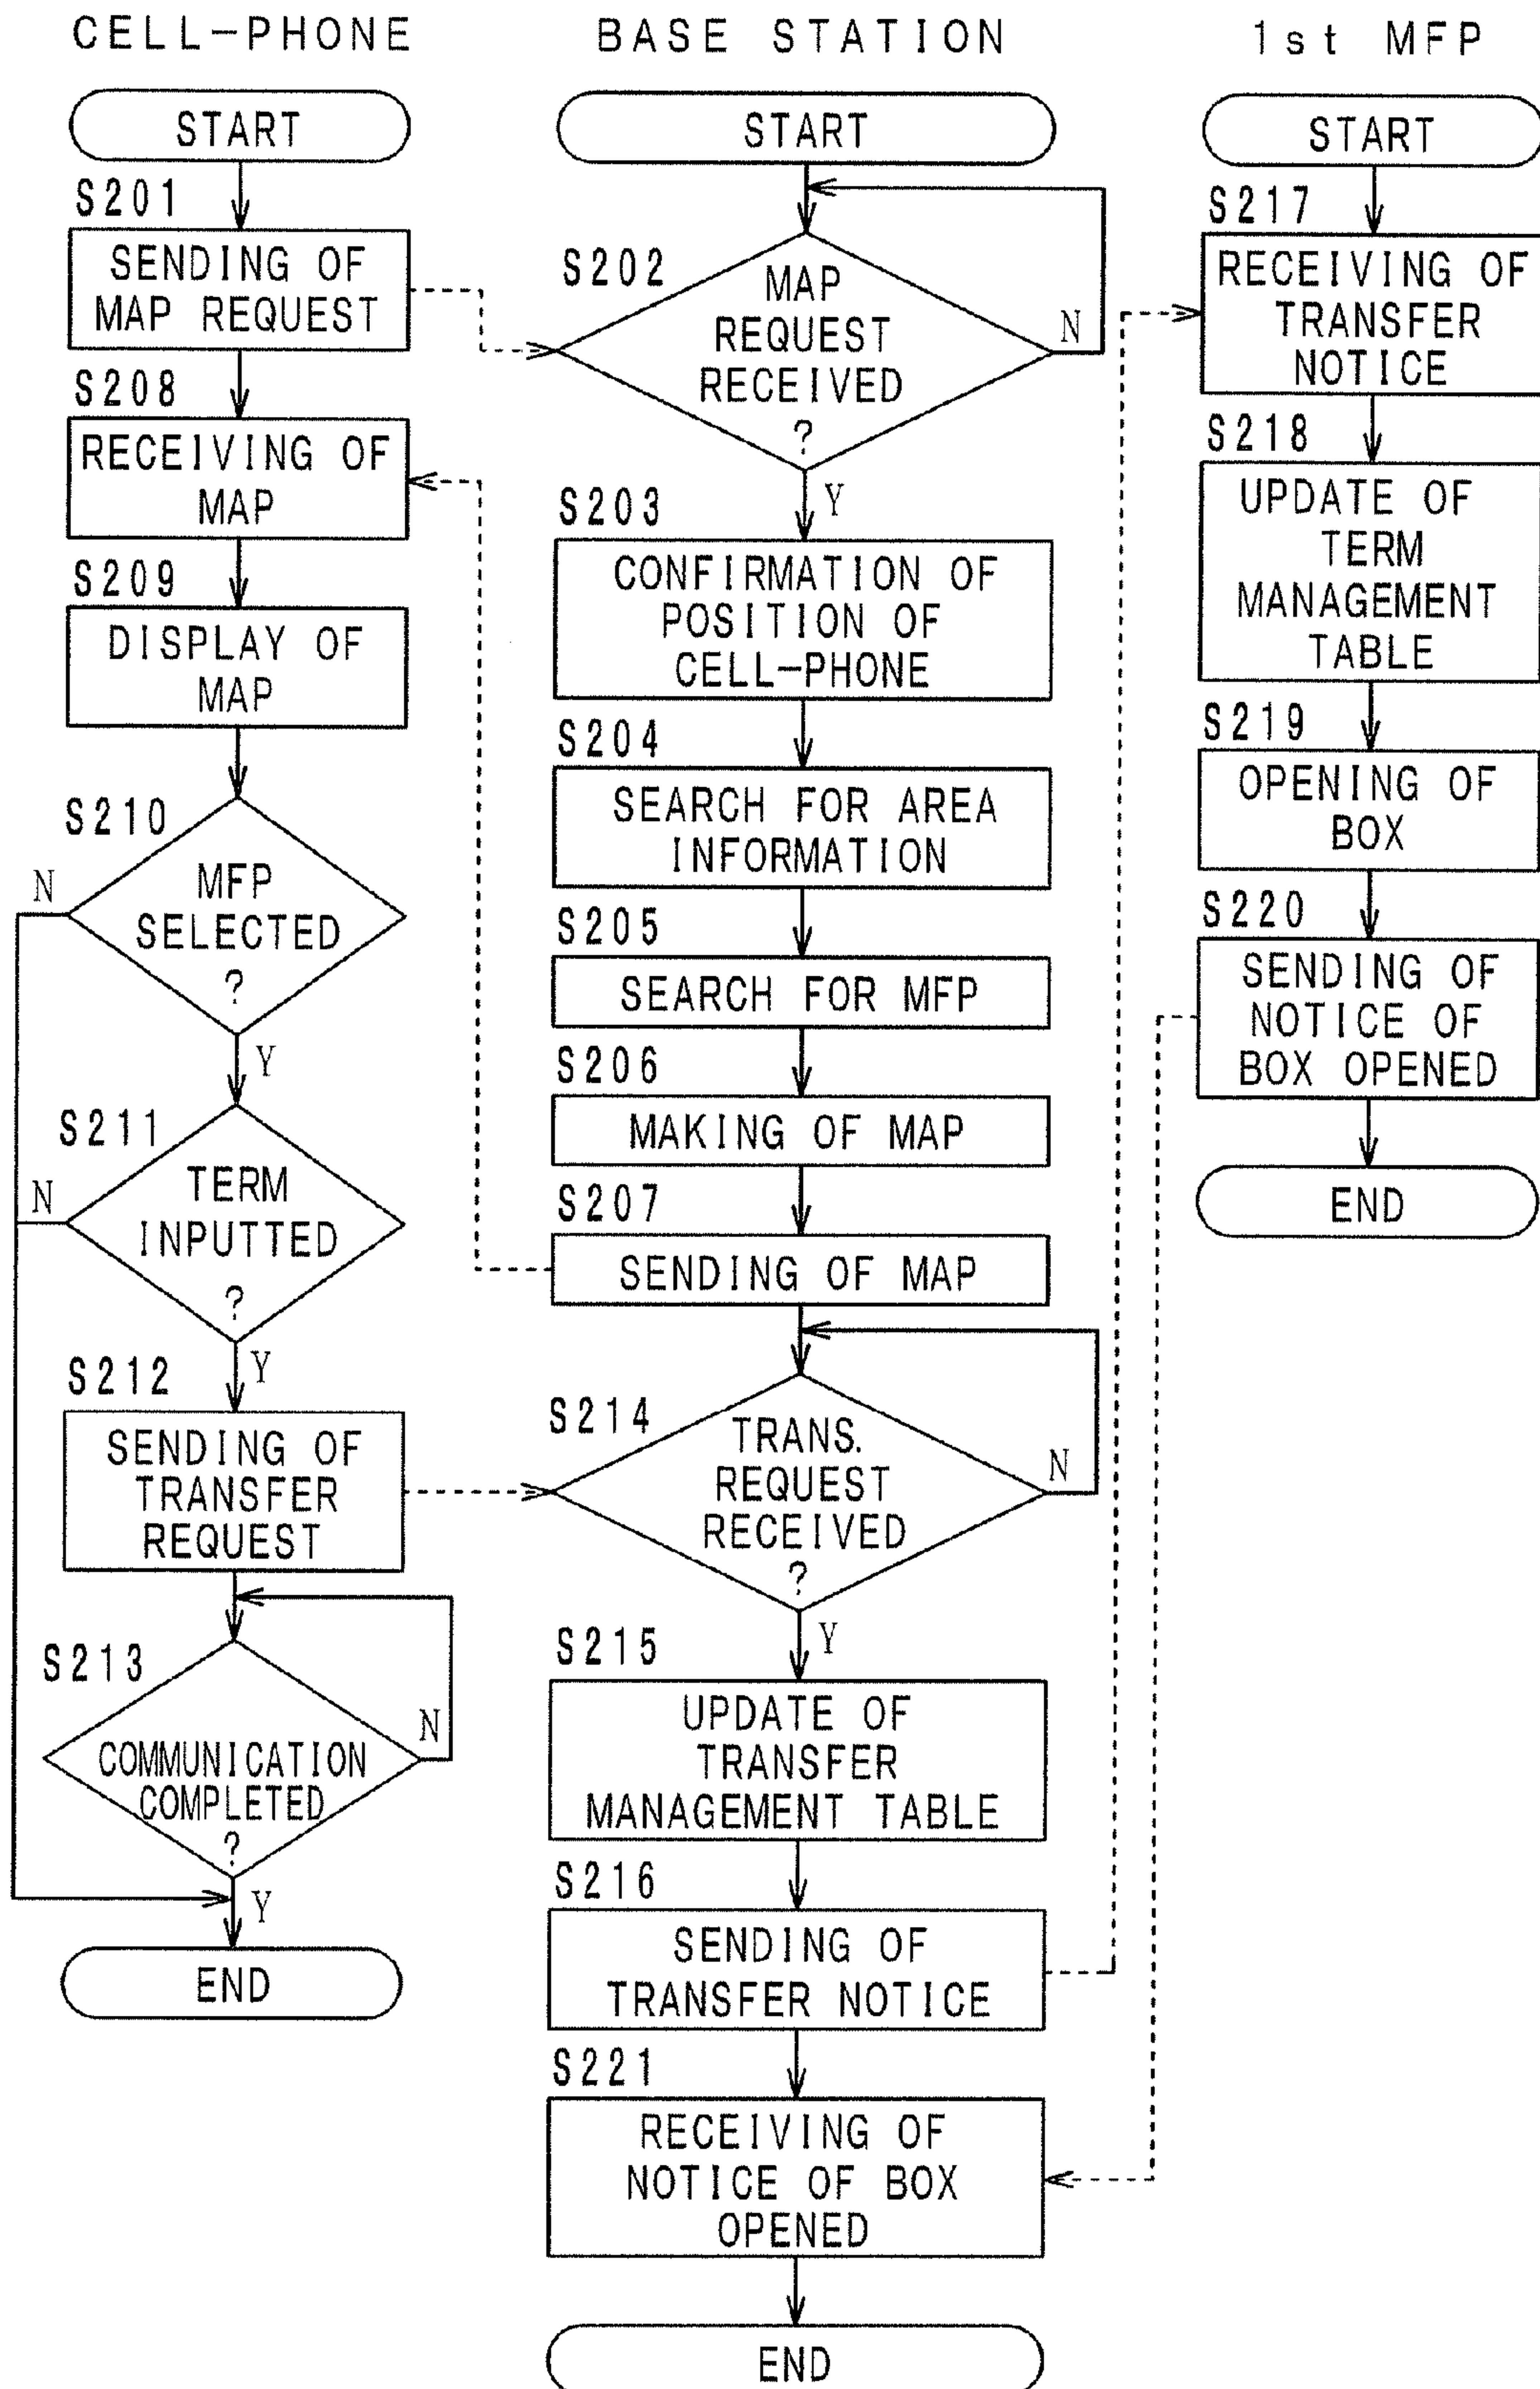 CELL-PHONE
START
S201
SENDING OF
MAP REQUEST
S208
RECEIVING OF
MAP
S209
DISPLAY OF
MAP
S210
MFP
SELECTED
?
N
Y
S211
TERM
INPUTTED
?
N
Y
S212
SENDING OF
TRANSFER
REQUEST
S213
COMMUNICATION
COMPLETED
?
N
Y
END
BASE STATION
START
S202
MAP
REQUEST
RECEIVED
?
N
Y
S203
CONFIRMATION OF
POSITION OF
CELL-PHONE
S204
SEARCH FOR AREA
INFORMATION
S205
SEARCH FOR MFP
S206
MAKING OF MAP
S207
SENDING OF MAP
S214
TRANS.
REQUEST
RECEIVED
?
N
Y
S215
UPDATE OF
TRANSFER
MANAGEMENT TABLE
S216
SENDING OF
TRANSFER NOTICE
S221
RECEIVING OF
NOTICE OF BOX
OPENED
END
1st MFP
START
S217
RECEIVING OF
TRANSFER
NOTICE
S218
UPDATE OF
TERM
MANAGEMENT
TABLE
S219
OPENING OF
BOX
S220
SENDING OF
NOTICE OF
BOX OPENED
END